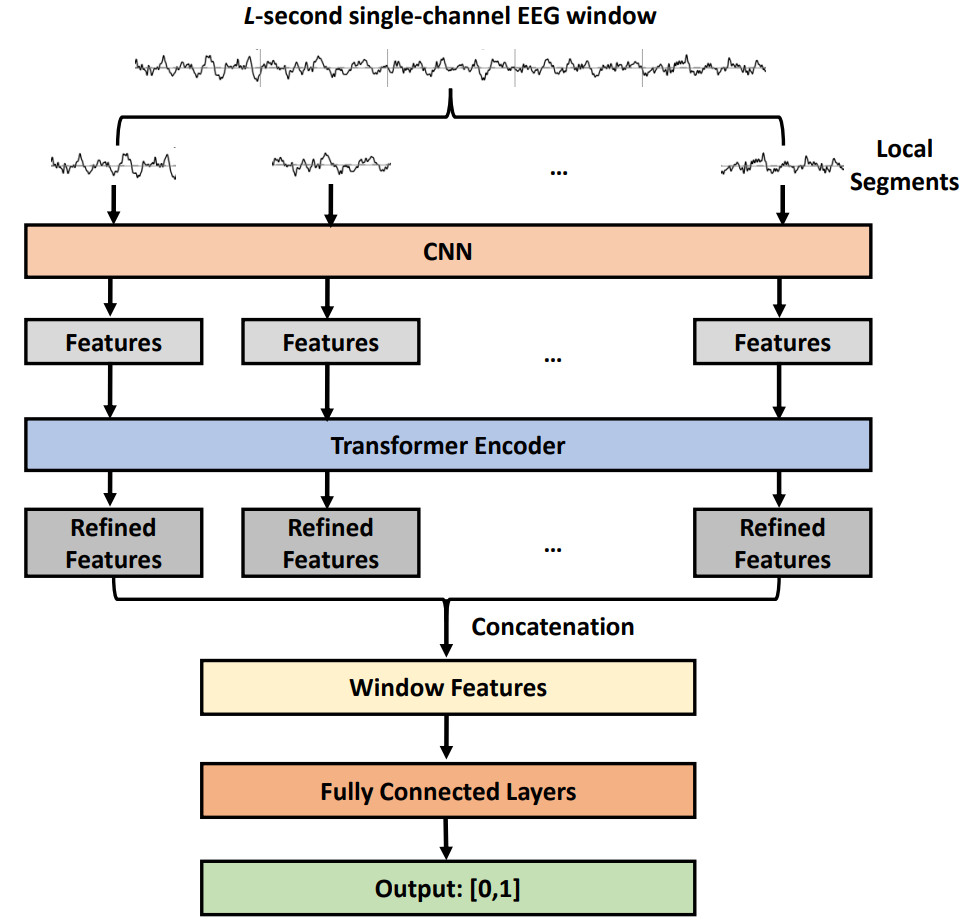 L-second single-channel EEG window
...
Local
Segments
CNN
Features
Features
...
Features
Transformer Encoder
Refined
Features
Refined
Features
...
Refined
Features
Concatenation
Window Features
Fully Connected Layers
Output: [0,1]